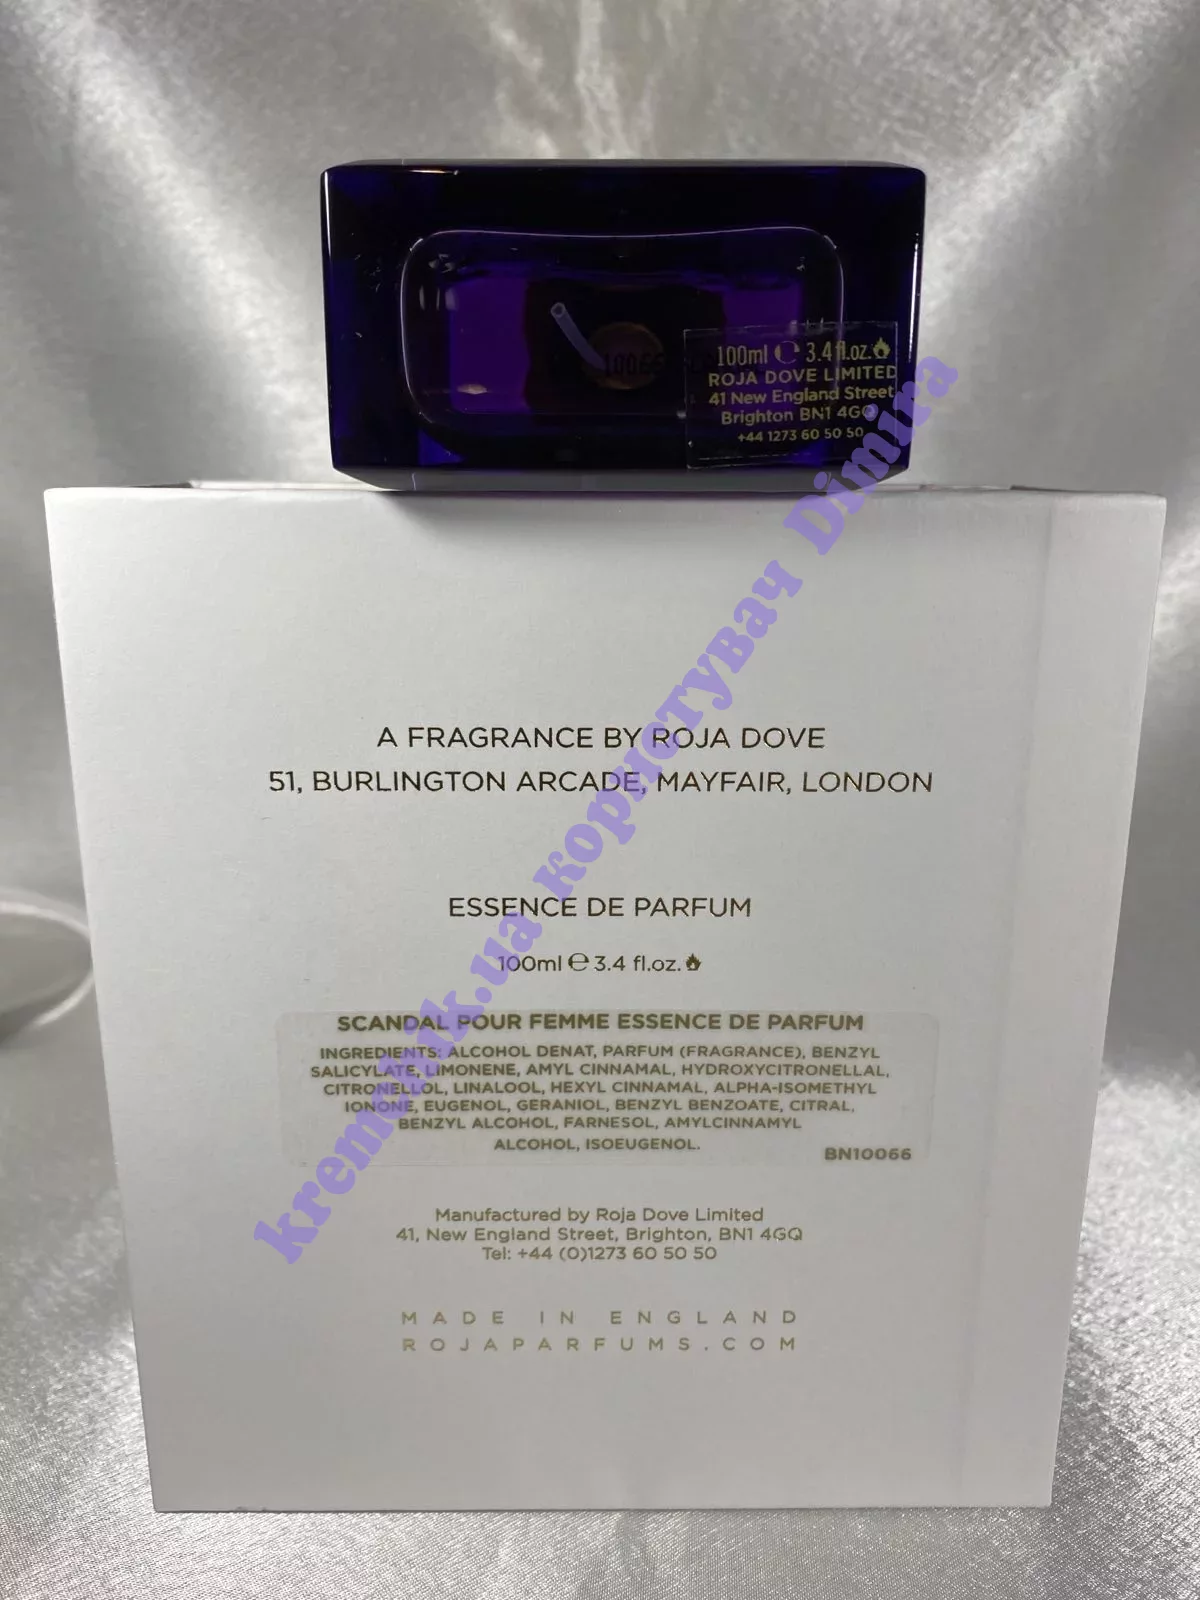 10066
100ml ℮ 3.4 fl.oz.
ROJA DOVE LIMITED
41 New England Street
Brighton BN1 4GQ
+44 1273 60 50 50
A FRAGRANCE BY ROJA DOVE
51, BURLINGTON ARCADE, MAYFAIR, LONDON
ESSENCE DE PARFUM
100ml ℮ 3.4 fl.oz.
SCANDAL POUR FEMME ESSENCE DE PARFUM
INGREDIENTS: ALCOHOL DENAT, PARFUM (FRAGRANCE), BENZYL
SALICYLATE, LIMONENE, AMYL CINNAMAL, HYDROXYCITRONELLAL,
CITRONELLOL, LINALOOL, HEXYL CINNAMAL, ALPHA-ISOMETHYL
IONONE, EUGENOL, GERANIOL, BENZYL BENZOATE, CITRAL,
BENZYL ALCOHOL, FARNESOL, AMYLCINNAMYL
ALCOHOL, ISOEUGENOL.
BN10066
Manufactured by Roja Dove Limited
41, New England Street, Brighton, BN1 4GQ
Tel: +44 (0)1273 60 50 50
MADE IN ENGLAND
ROJAPARFUMS.COM
kremchik.ua Користувач Dimira